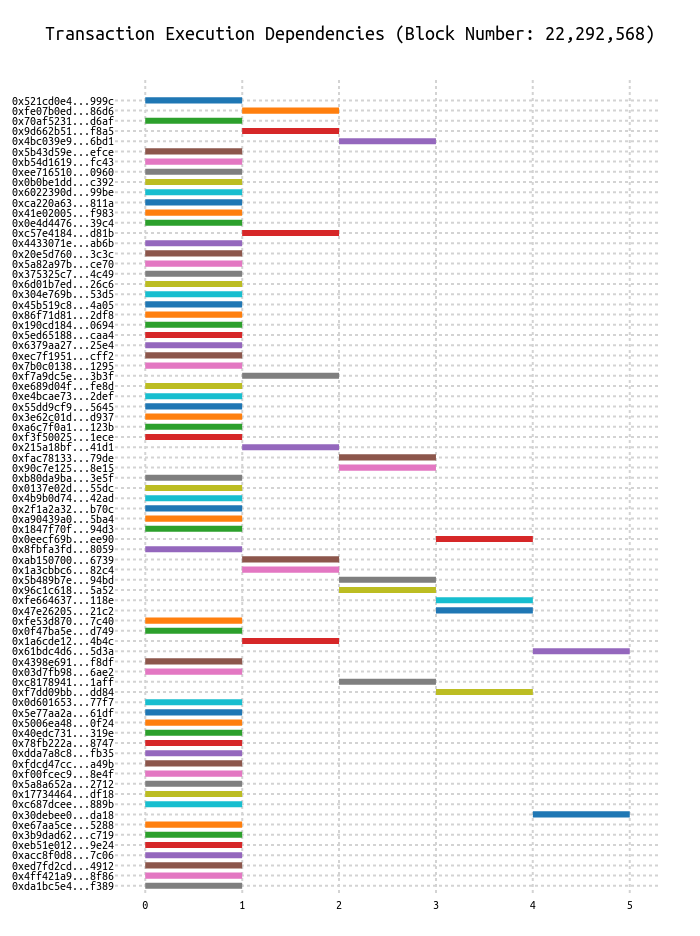 Transaction Execution Dependencies (Block Number: 22,292,568)
0x521cd0e4...999c
0xfe07b0ed...86d6
0x70af5231...d6af
0x9d662b51...f8a5
0x4bc039e9...6bd1
0x5b43d59e...efce
0xb54d1619...fc43
0xee716510...0960
0x0b0be1dd...c392
0x6022390d...99be
0xca220a63...811a
0x41e02005...f983
0x0e4d4476...39c4
0xc57e4184...d81b
0x4433071e...ab6b
0x20e5d760...3c3c
0x5a82a97b...ce70
0x375325c7...4c49
0x6d01b7ed...26c6
0x304e769b...53d5
0x45b519c8...4a05
0x86f71d81...2df8
0x190cd184...0694
0x5ed65188...caa4
0x6379aa27...25e4
0xec7f1951...cff2
0x7b0c0138...1295
0xf7a9dc5e...3b3f
0xe689d04f...fe8d
0xe4bcae73...2def
0x55dd9cf9...5645
0x3e62c01d...d937
0xa6c7f0a1...123b
0xf3f50025...1ece
0x215a18bf...41d1
0xfac78133...79de
0x90c7e125...8e15
0xb80da9ba...3e5f
0x0137e02d...55dc
0x4b9b0d74...42ad
0x2f1a2a32...b70c
0xa90439a0...5ba4
0x1847f70f...94d3
0x0eecf69b...ee90
0x8fbfa3fd...8059
0xab150700...6739
0x1a3cbbc6...82c4
0x5b489b7e...94bd
0x96c1c618...5a52
0xfe664637...118e
0x47e26205...21c2
0xfe53d870...7c40
0x0f47ba5e...d749
0x1a6cde12...4b4c
0x61bdc4d6...5d3a
0x4398e691...f8df
0x03d7fb98...6ae2
0xc8178941...1aff
0xf7dd09bb...dd84
0x0d601653...77f7
0x5e77aa2a...61df
0x5006ea48...0f24
0x40edc731...319e
0x78fb222a...8747
0xdda7a8c8...fb35
0xfdcd47cc...a49b
0xf00fcec9...8e4f
0x5a8a652a...2712
0x17734464...df18
0xc687dcee...889b
0x30debee0...da18
0xe67aa5ce...5288
0x3b9dad62...c719
0xeb51e012...9e24
0xacc8f0d8...7c06
0xed7fd2cd...4912
0x4ff421a9...8f86
0xda1bc5e4...f389
0 1 2 3 4 5